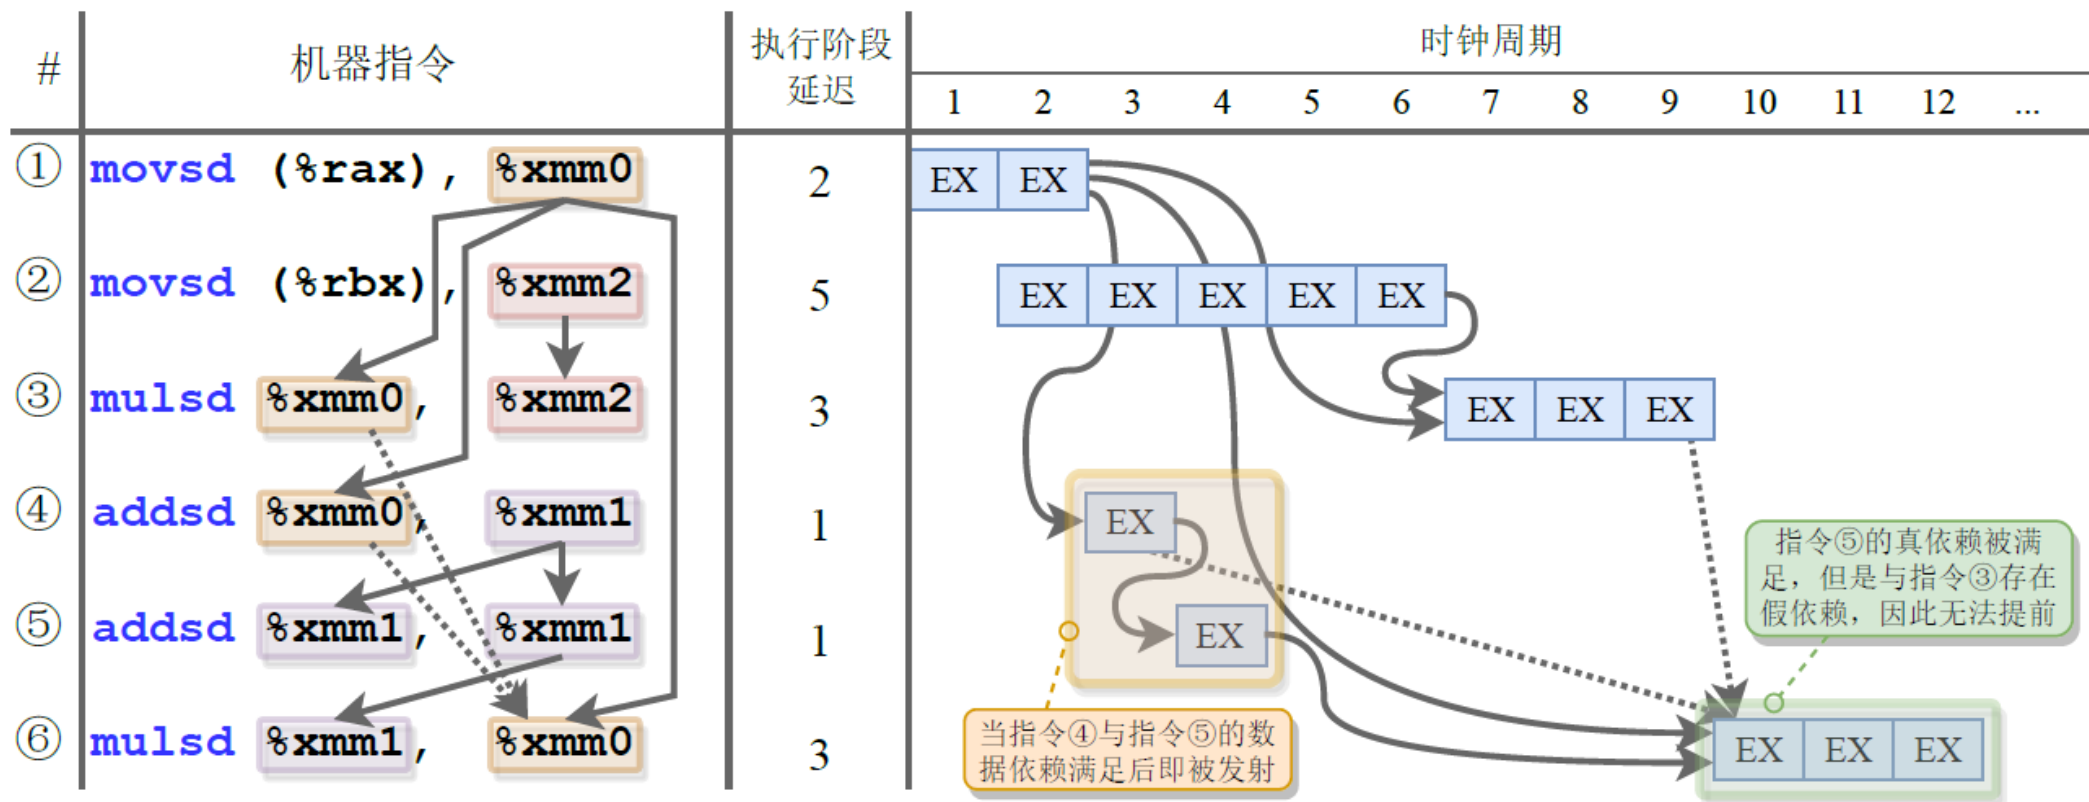 # 机器指令 执行阶段 时钟周期
延迟
1 2 3 4 5 6 7 8 9 10 11 12 ...
① movsd (%rax), %xmm0 2 EX EX
② movsd (%rbx), %xmm2 5 EX EX EX EX EX
③ mulsd %xmm0, %xmm2 3 EX EX EX
④ addsd %xmm0, %xmm1 1 EX
⑤ addsd %xmm1, %xmm1 1 EX
⑥ mulsd %xmm1, %xmm0 3 EX EX EX
指令⑤的真依赖被满
足，但是与指令③存在
假依赖，因此无法提前
当指令④与指令⑤的数
据依赖满足后即被发射